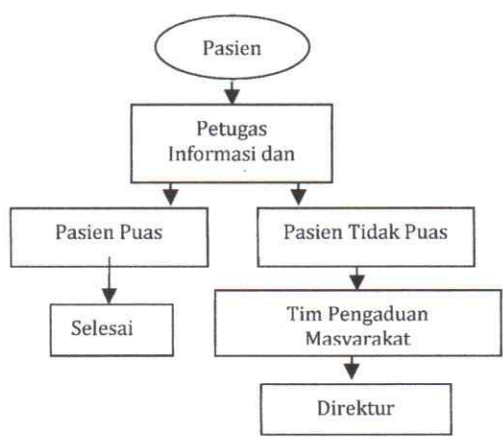 Pasien
Petugas
Informasi dan
Pasien Puas
Pasien Tidak Puas
Selesai
Tim Pengaduan
Masyarakat
Direktur